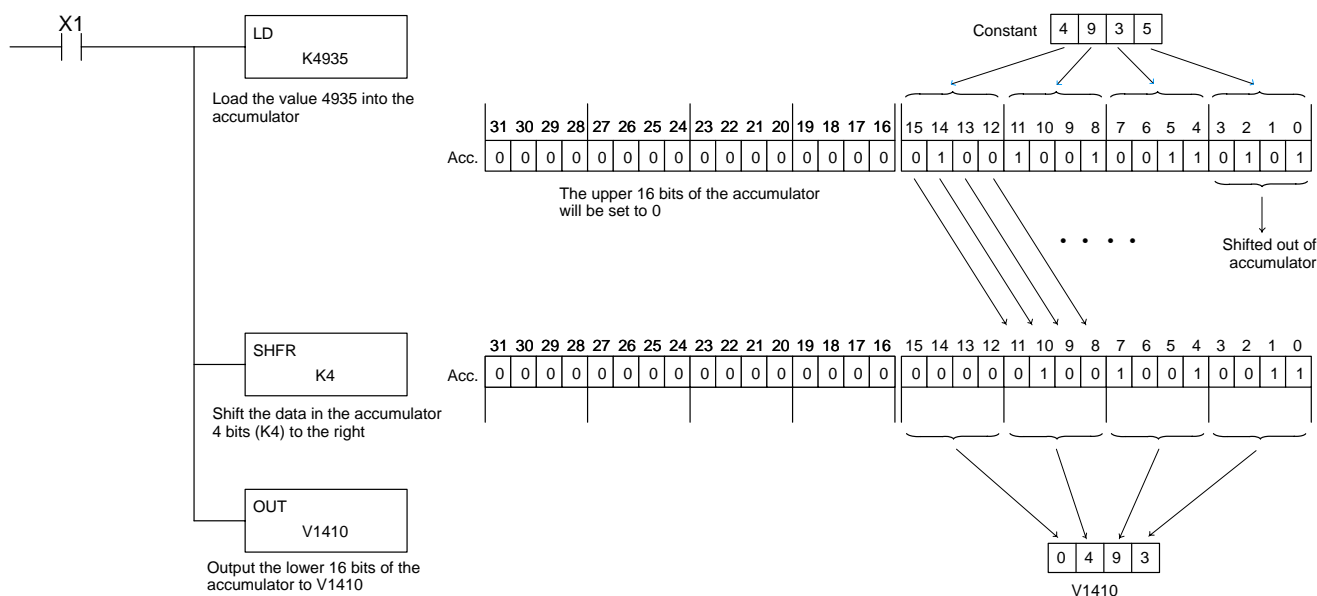 X1
LD
K4935
Load the value 4935 into the
accumulator
Constant 4 9 3 5
31 30 29 28 27 26 25 24 23 22 21 20 19 18 17 16 15 14 13 12 11 10 9 8 7 6 5 4 3 2 1 0
Acc. 0 0 0 0 0 0 0 0 0 0 0 0 0 0 0 0 0 1 0 0 1 0 0 1 0 0 1 1 0 1 0 1
The upper 16 bits of the accumulator
will be set to 0
Shifted out of
accumulator
SHFR
K4
Shift the data in the accumulator
4 bits (K4) to the right
31 30 29 28 27 26 25 24 23 22 21 20 19 18 17 16 15 14 13 12 11 10 9 8 7 6 5 4 3 2 1 0
Acc. 0 0 0 0 0 0 0 0 0 0 0 0 0 0 0 0 0 0 0 0 0 1 0 0 1 0 0 1 0 0 1 1
OUT
V1410
Output the lower 16 bits of the
accumulator to V1410
0 4 9 3
V1410